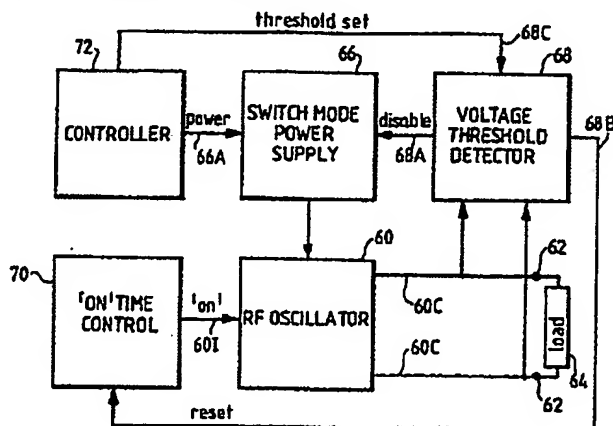 threshold set
68C
72
66
68
CONTROLLER
power
66A
SWITCH MODE
POWER
SUPPLY
disable
68A
VOLTAGE
THRESHOLD
DETECTOR
68B
60
70
'ON' TIME
CONTROL
'on'
60I
RF OSCILLATOR
62
60C
60C
load
64
62
reset